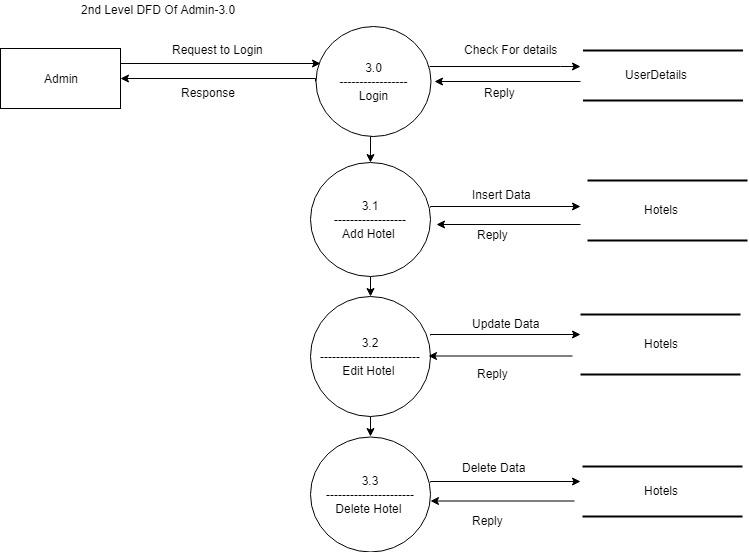 2nd Level DFD Of Admin-3.0
Request to Login
Check For details
Admin
3.0
Login
UserDetails
Response
Reply
3.1
Add Hotel
Insert Data
Hotels
Reply
3.2
Edit Hotel
Update Data
Hotels
Reply
3.3
Delete Hotel
Delete Data
Hotels
Reply